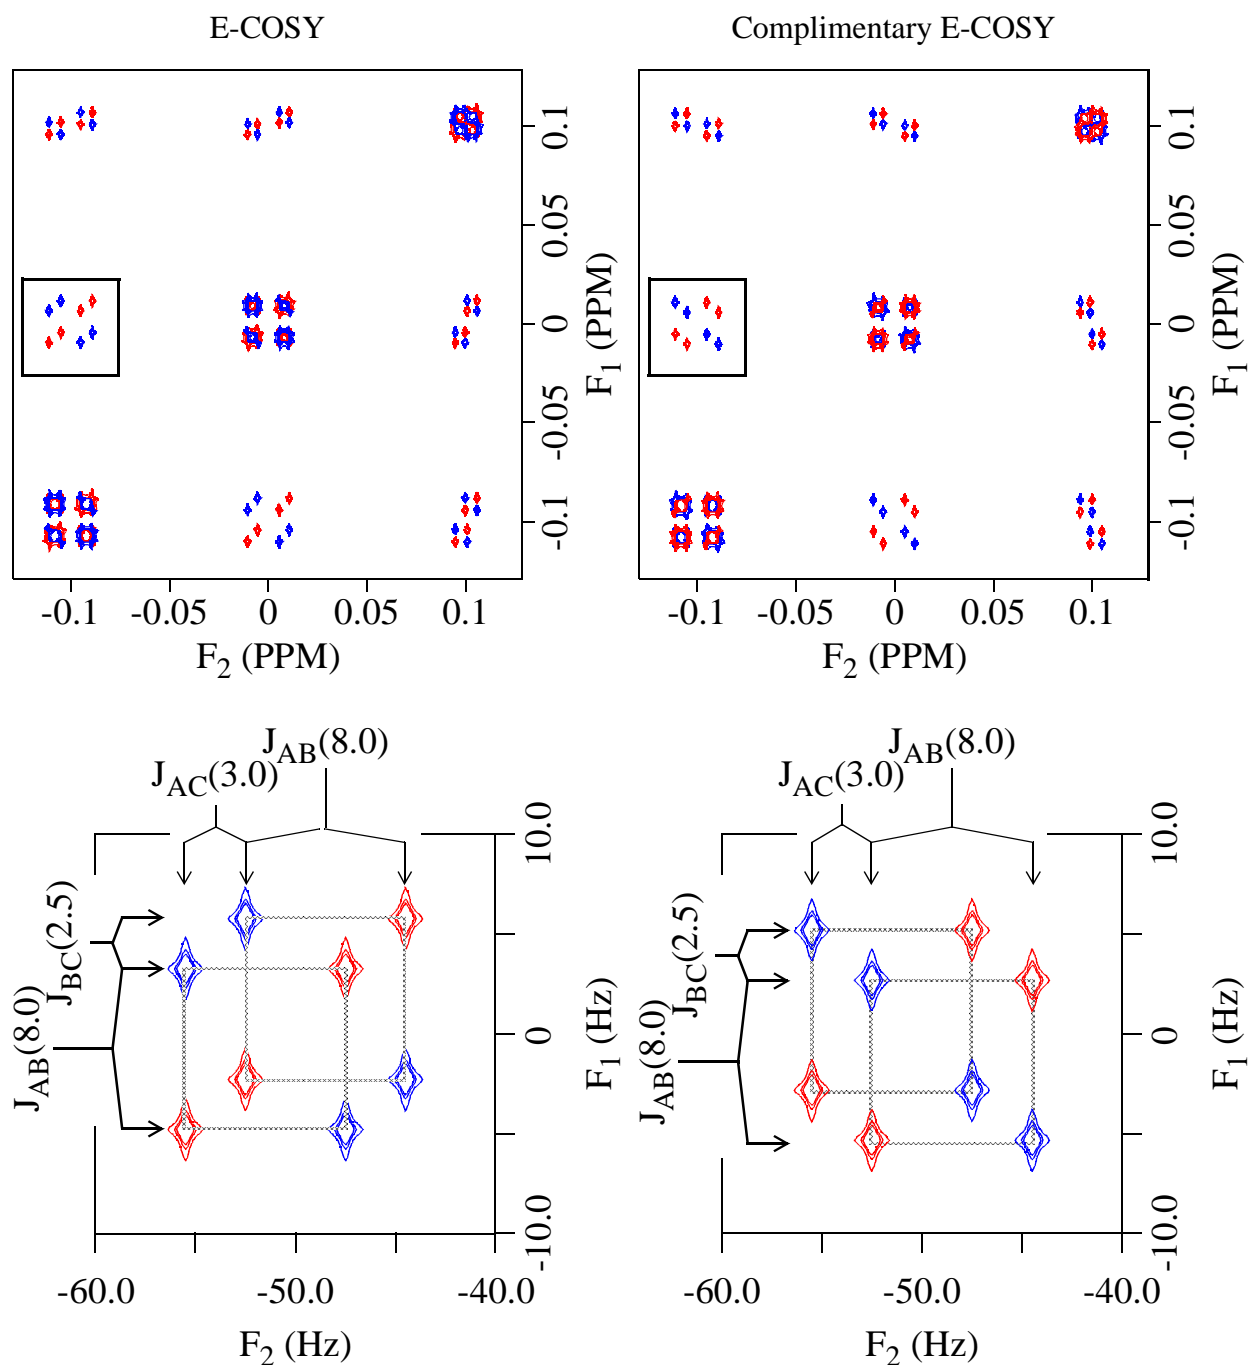 E-COSY
Complimentary E-COSY
0.1
0.05
0
-0.05
-0.1
F1 (PPM)
0.1
0.05
0
-0.05
-0.1
F1 (PPM)
-0.1 -0.05 0 0.05 0.1
F2 (PPM)
-0.1 -0.05 0 0.05 0.1
F2 (PPM)
JAB(8.0)
JAC(3.0)
JBC(2.5)
JAB(8.0)
10.0
0
-10.0
F1 (Hz)
-60.0 -50.0 -40.0
F2 (Hz)
JAB(8.0)
JAC(3.0)
JBC(2.5)
JAB(8.0)
10.0
0
-10.0
F1 (Hz)
-60.0 -50.0 -40.0
F2 (Hz)